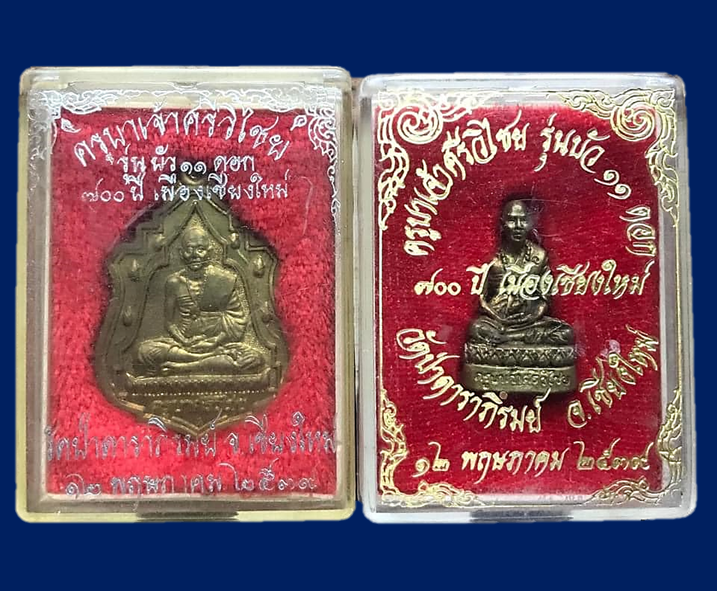 ครูบาเจ้าศรีวิไชย
รุ่นบัว ๑๑ ดอก
๗๐๐ ปี เมืองเชียงใหม่
วัดป่าดาราภิรมย์ จ.เชียงใหม่
๑๒ พฤษภาคม ๒๕๓๙
ครูบาเจ้าศรีวิไชย รุ่นบัว ๑๑ ดอก
๗๐๐ ปี เมืองเชียงใหม่
วัดป่าดาราภิรมย์ จ.เชียงใหม่
๑๒ พฤษภาคม ๒๕๓๙